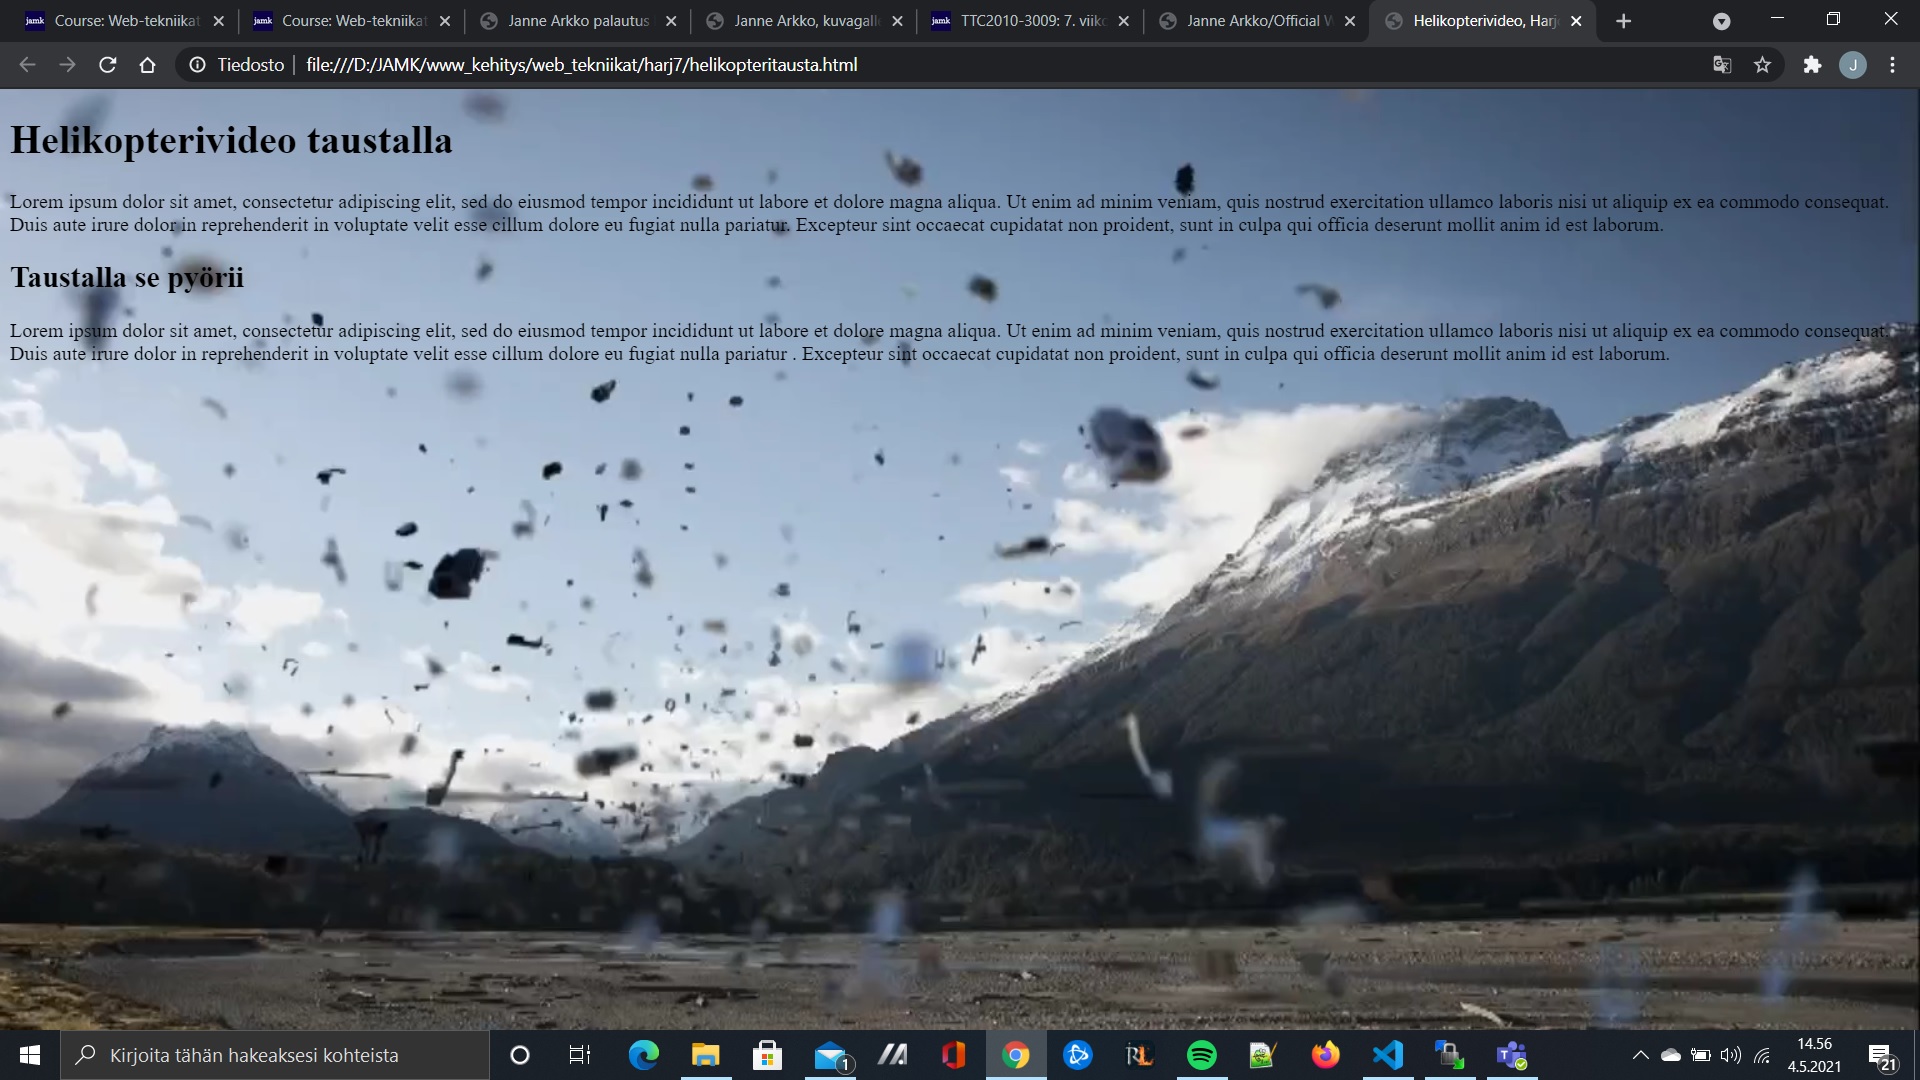 jamk Course: Web-tekniikat
jamk Course: Web-tekniikat
Janne Arkko palautus
Janne Arkko, kuvagalle
jamk TTC2010-3009: 7. viiko
Janne Arkko/Official W
Helikopterivideo, Harj
Tiedosto | file:///D:/JAMK/www_kehitys/web_tekniikat/harj7/helikopteritausta.html
J
Helikopterivideo taustalla
Lorem ipsum dolor sit amet, consectetur adipiscing elit, sed do eiusmod tempor incididunt ut labore et dolore magna aliqua. Ut enim ad minim veniam, quis nostrud exercitation ullamco laboris nisi ut aliquip ex ea commodo consequat.
Duis aute irure dolor in reprehenderit in voluptate velit esse cillum dolore eu fugiat nulla pariatur. Excepteur sint occaecat cupidatat non proident, sunt in culpa qui officia deserunt mollit anim id est laborum.
Taustalla se pyörii
Lorem ipsum dolor sit amet, consectetur adipiscing elit, sed do eiusmod tempor incididunt ut labore et dolore magna aliqua. Ut enim ad minim veniam, quis nostrud exercitation ullamco laboris nisi ut aliquip ex ea commodo consequat.
Duis aute irure dolor in reprehenderit in voluptate velit esse cillum dolore eu fugiat nulla pariatur . Excepteur sint occaecat cupidatat non proident, sunt in culpa qui officia deserunt mollit anim id est laborum.
Kirjoita tähän hakeaksesi kohteista
1
RL
14.56
4.5.2021
21